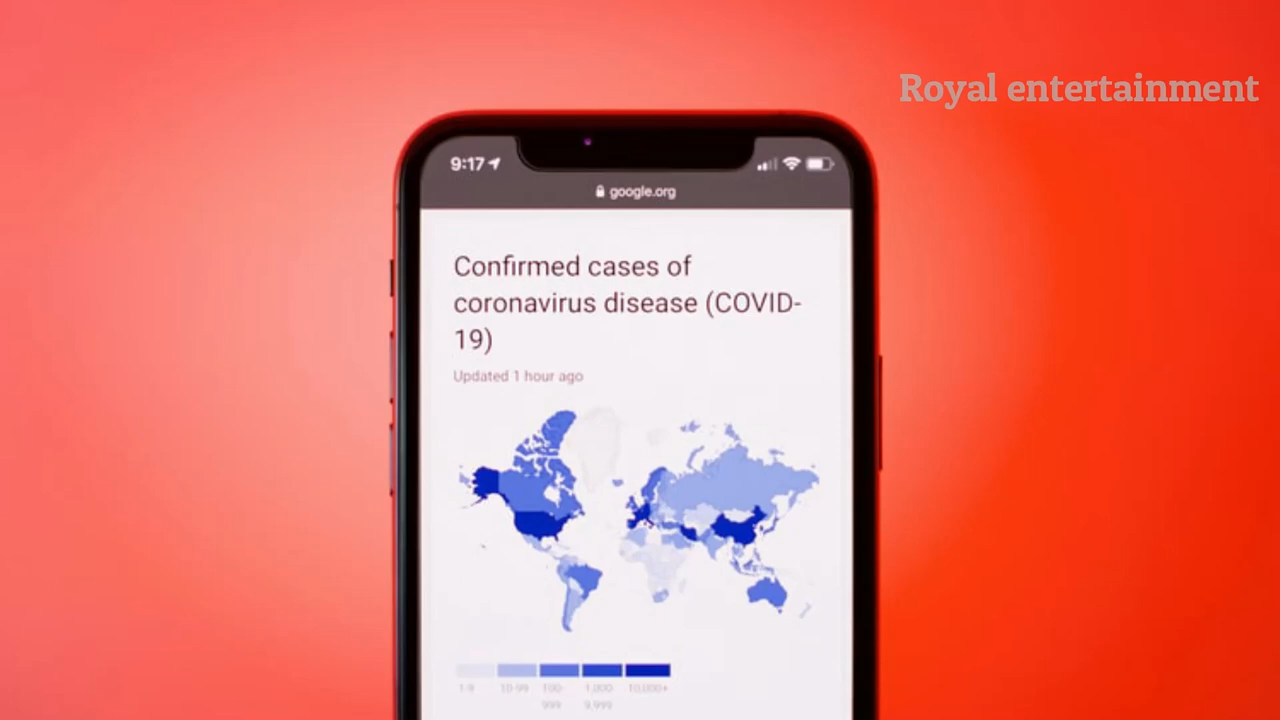 Royal entertainment
9:17
google.org
Confirmed cases of
coronavirus disease (COVID-
19)
Updated 1 hour ago
1-9 10-99 100- 1,000- 10,000+
999 9,999